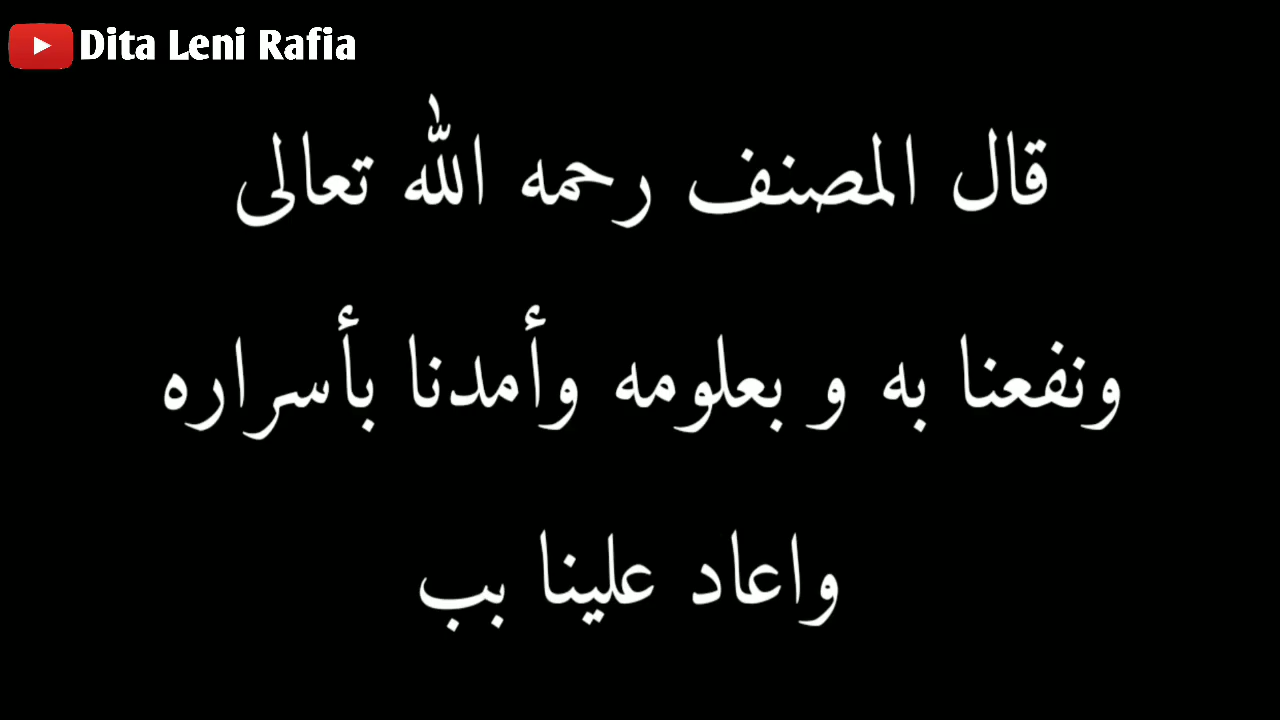 Dita Leni Rafia
قال المصنف رحمه الله تعالى
ونفعنا به و بعلومه وأمدنا بأسراره
واعاد علينا بب